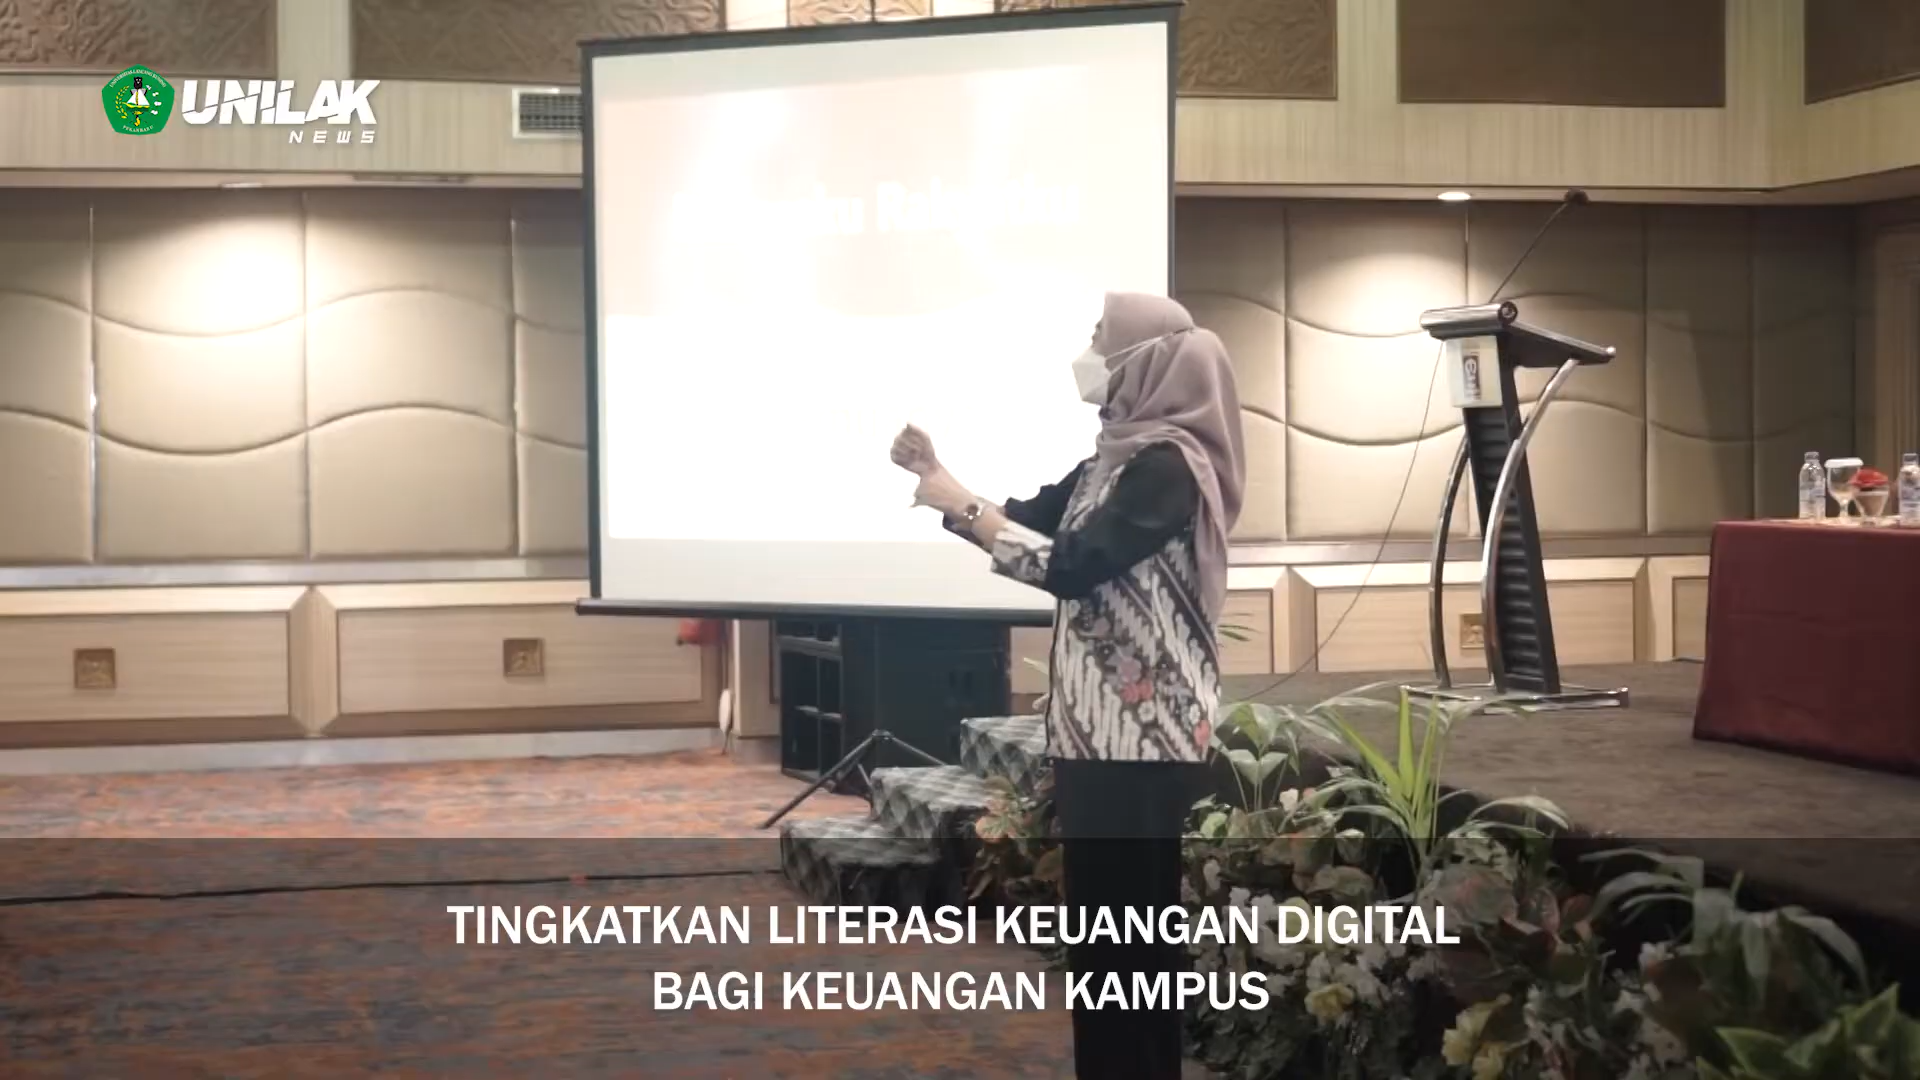 UNILAK
NEWS
TINGKATKAN LITERASI KEUANGAN DIGITAL
BAGI KEUANGAN KAMPUS